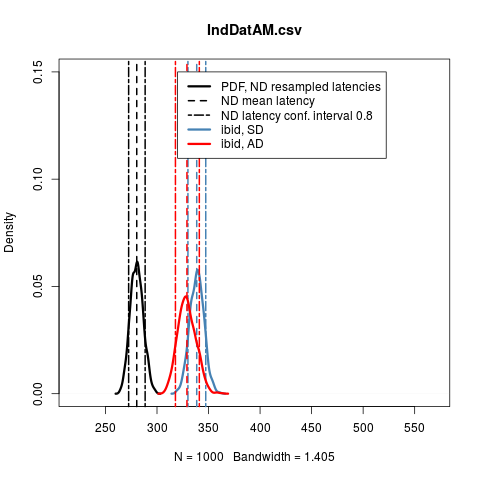 IndDatAM.csv
0.15
0.10
0.05
0.00
Density
PDF, ND resampled latencies
ND mean latency
ND latency conf. interval 0.8
ibid, SD
ibid, AD
250 300 350 400 450 500 550
N = 1000 Bandwidth = 1.405